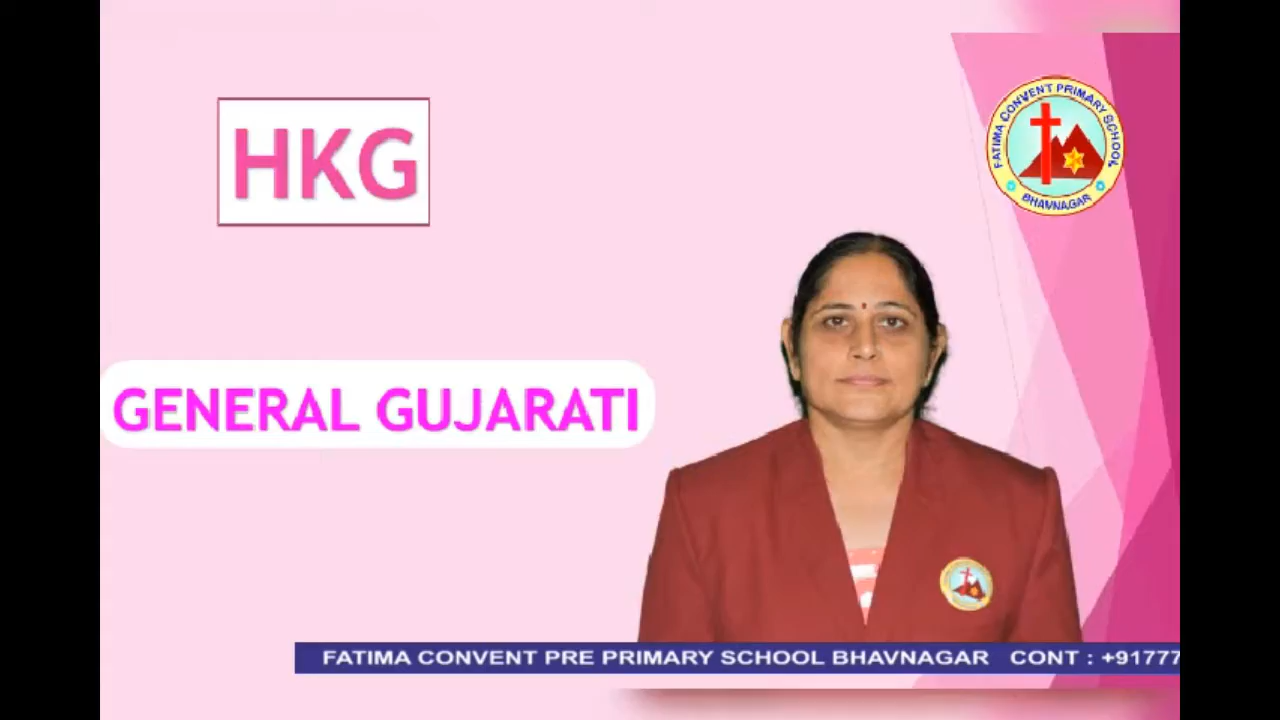 HKG
FATIMA CONVENT PRIMARY SCHOOL
BHAVNAGAR
GENERAL GUJARATI
FATIMA CONVENT PRE PRIMARY SCHOOL BHAVNAGAR CONT : +91777